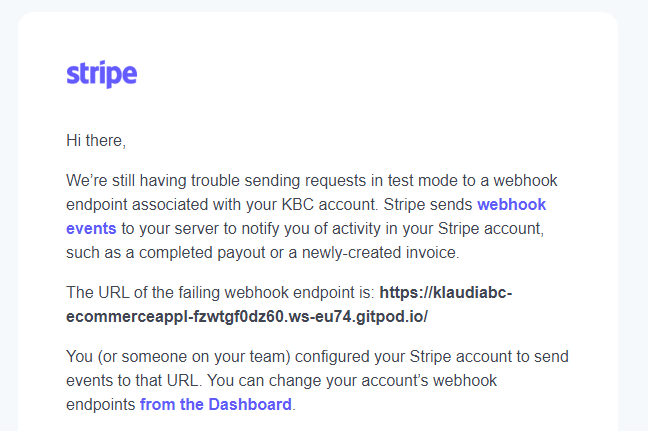 stripe
Hi there,
We're still having trouble sending requests in test mode to a webhook
endpoint associated with your KBC account. Stripe sends webhook
events to your server to notify you of activity in your Stripe account,
such as a completed payout or a newly-created invoice.
The URL of the failing webhook endpoint is: https://klaudiabc-
ecommerceappl-fzwtgf0dz60.ws-eu74.gitpod.io/
You (or someone on your team) configured your Stripe account to send
events to that URL. You can change your account's webhook
endpoints from the Dashboard.